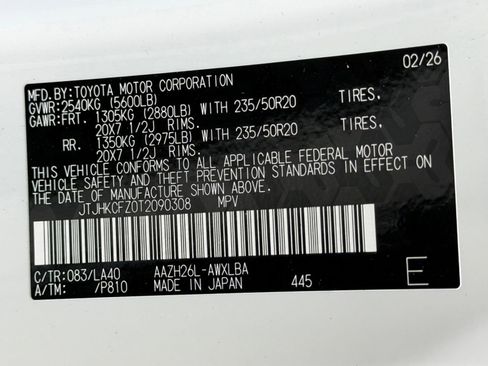 02/26
MFD.BY:TOYOTA MOTOR CORPORATION
GVWR:2540KG (5600LB)
GAWR:FRT. 1305KG (2880LB) WITH 235/50R20 TIRES,
20X7 1/2J RIMS.
RR. 1350KG (2975LB) WITH 235/50R20 TIRES,
20X7 1/2J RIMS.
THIS VEHICLE CONFORMS TO ALL APPLICABLE FEDERAL MOTOR
VEHICLE SAFETY AND THEFT PREVENTION STANDARDS IN EFFECT ON
THE DATE OF MANUFACTURE SHOWN ABOVE.
JTJHKCFZ0T2090308 MPV
C/TR:083/LA40 AAZH26L-AWXLBA
A/TM: /P810 MADE IN JAPAN 445 E